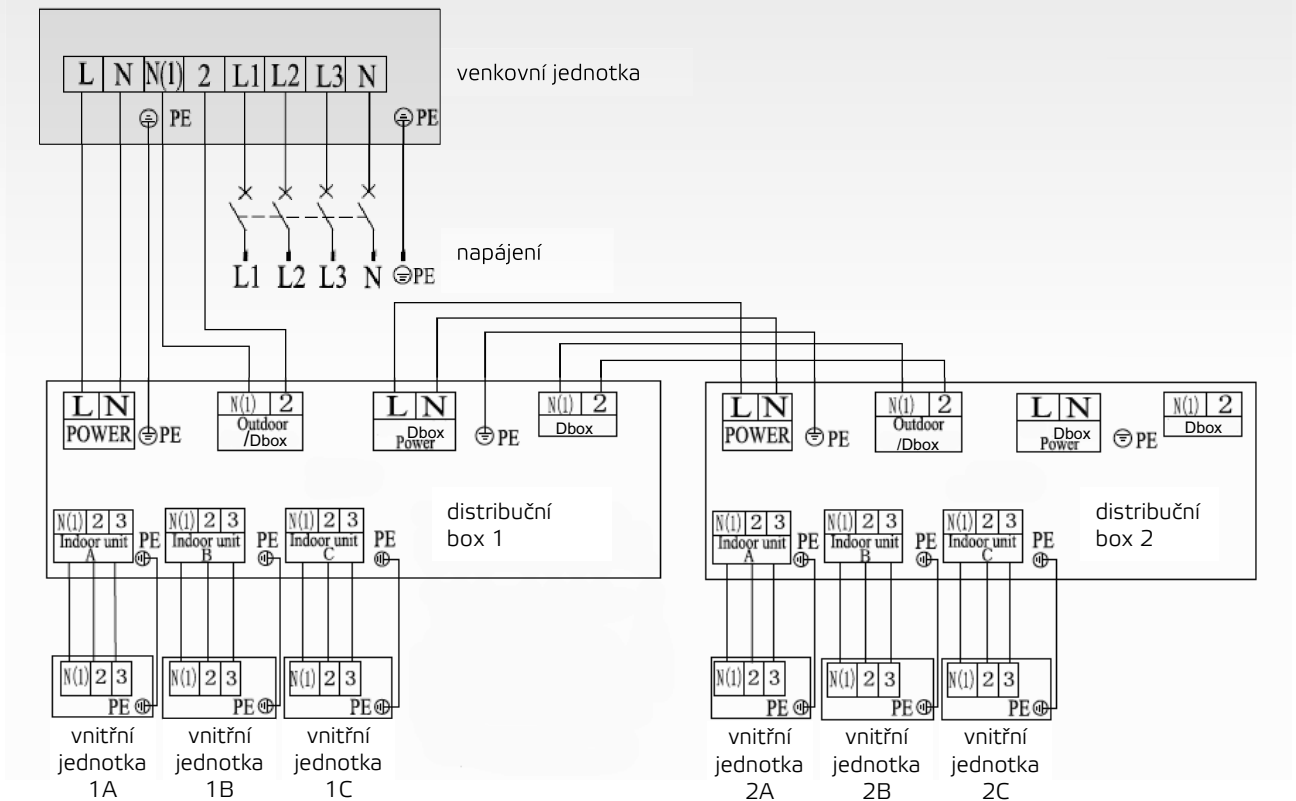 L N N(1) 2 L1 L2 L3 N
venkovní jednotka
PE PE
napájení
L1 L2 L3 N PE
L N N(1) 2 L N N(1) 2
POWER PE Outdoor Dbox PE Dbox
/Dbox Power
L N N(1) 2 L N N(1) 2
POWER PE Outdoor Dbox PE Dbox
/Dbox Power
distribuční
box 1
N(1) 2 3 N(1) 2 3 N(1) 2 3
Indoor unit PE Indoor unit PE Indoor unit PE
A B C
distribuční
box 2
N(1) 2 3 N(1) 2 3 N(1) 2 3
Indoor unit PE Indoor unit PE Indoor unit PE
A B C
N(1) 2 3 N(1) 2 3 N(1) 2 3
PE PE PE
N(1) 2 3 N(1) 2 3 N(1) 2 3
PE PE PE
vnitřní
jednotka
1A
vnitřní
jednotka
1B
vnitřní
jednotka
1C
vnitřní
jednotka
2A
vnitřní
jednotka
2B
vnitřní
jednotka
2C